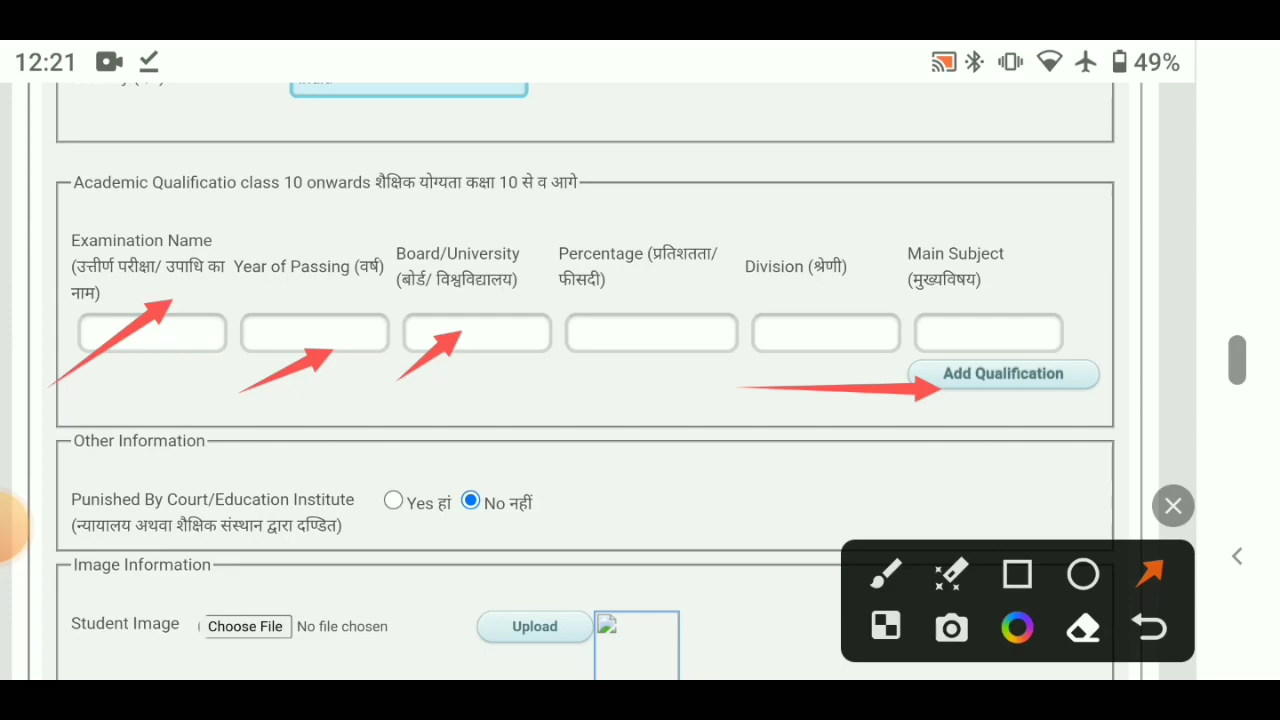 12:21
49%
Academic Qualificatio class 10 onwards शैक्षिक योग्यता कक्षा 10 से व आगे
Examination Name
(उत्तीर्ण परीक्षा/ उपाधि का
नाम)
Year of Passing (वर्ष)
Board/University
(बोर्ड/ विश्वविद्यालय)
Percentage (प्रतिशतता/
फीसदी)
Division (श्रेणी)
Main Subject
(मुख्यविषय)
Add Qualification
Other Information
Punished By Court/Education Institute
(न्यायालय अथवा शैक्षिक संस्थान द्वारा दण्डित)
Yes हां No नहीं
Image Information
Student Image
Choose File No file chosen
Upload